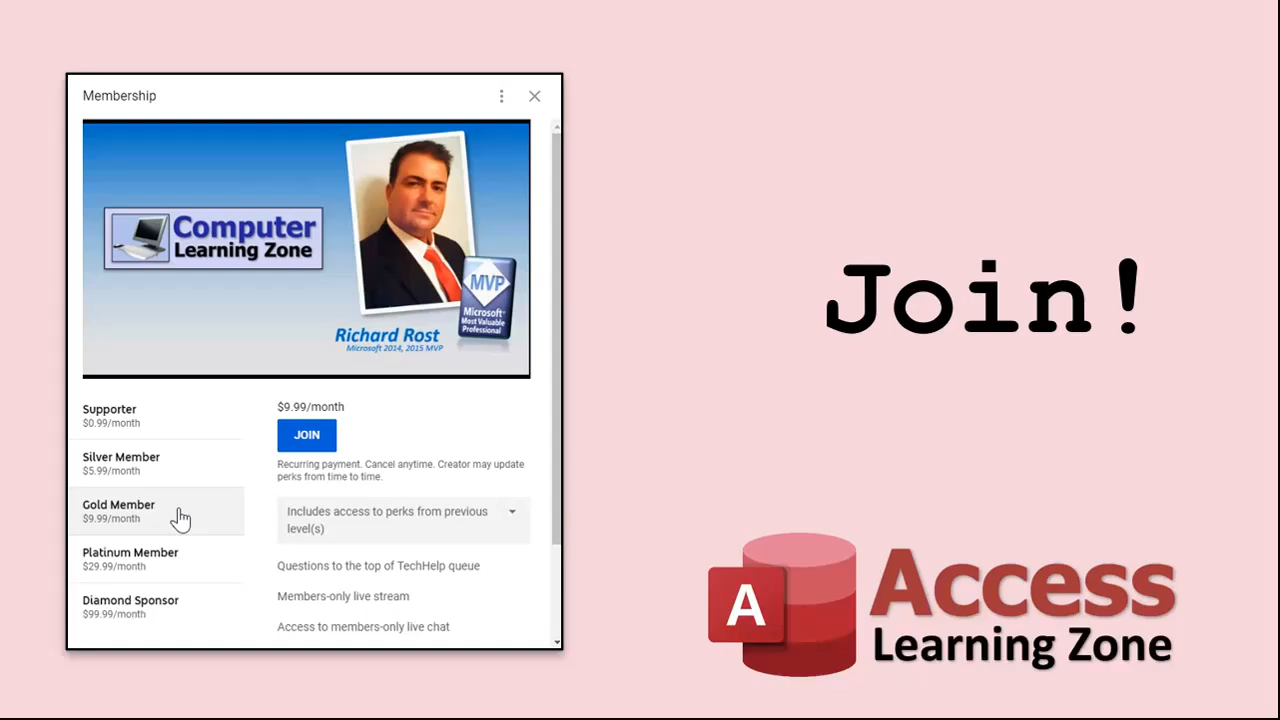 Membership
Computer
Learning Zone
MVP
Microsoft®
Most Valuable
Professional
Richard Rost
Microsoft 2014, 2015 MVP
Supporter
$0.99/month
Silver Member
$5.99/month
Gold Member
$9.99/month
Platinum Member
$29.99/month
Diamond Sponsor
$99.99/month
$9.99/month
JOIN
Recurring payment. Cancel anytime. Creator may update
perks from time to time.
Includes access to perks from previous
level(s)
Questions to the top of TechHelp queue
Members-only live stream
Access to members-only live chat
Join!
A
Access
Learning Zone